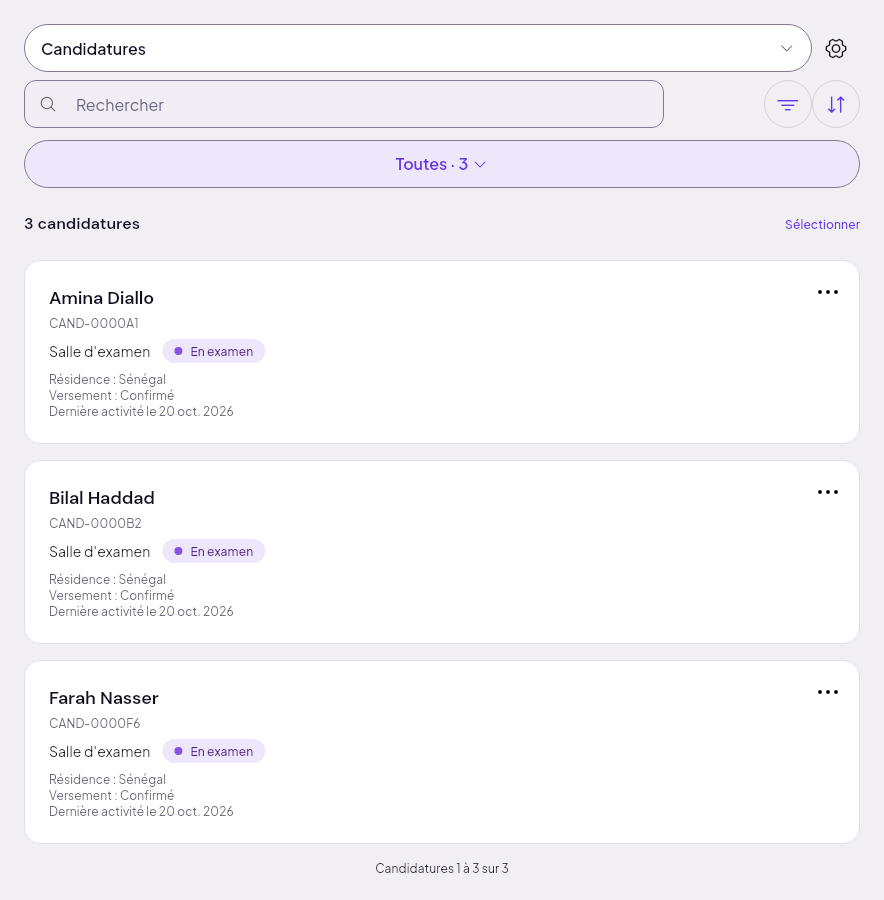 Candidatures
Rechercher
Toutes · 3
3 candidatures
Sélectionner
Amina Diallo
CAND-0000A1
Salle d'examen
En examen
Résidence : Sénégal
Versement : Confirmé
Dernière activité le 20 oct. 2026
Bilal Haddad
CAND-0000B2
Salle d'examen
En examen
Résidence : Sénégal
Versement : Confirmé
Dernière activité le 20 oct. 2026
Farah Nasser
CAND-0000F6
Salle d'examen
En examen
Résidence : Sénégal
Versement : Confirmé
Dernière activité le 20 oct. 2026
Candidatures 1 à 3 sur 3